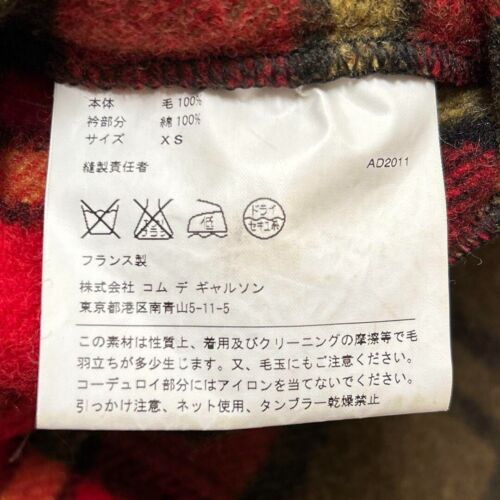 本体 毛 100%
衿部分 綿 100%
サイズ XS
縫製責任者 AD2011
エンソ サラシ 低 ドライ セキユ系
フランス製
株式会社 コム デ ギャルソン
東京都港区南青山5-11-5
この素材は性質上、着用及びクリーニングの摩擦等で毛
羽立ちが多少生じます。又、毛玉にもご注意ください。
コーデュロイ部分にはアイロンを当てないでください。
引っかけ注意、ネット使用、タンブラー乾燥禁止